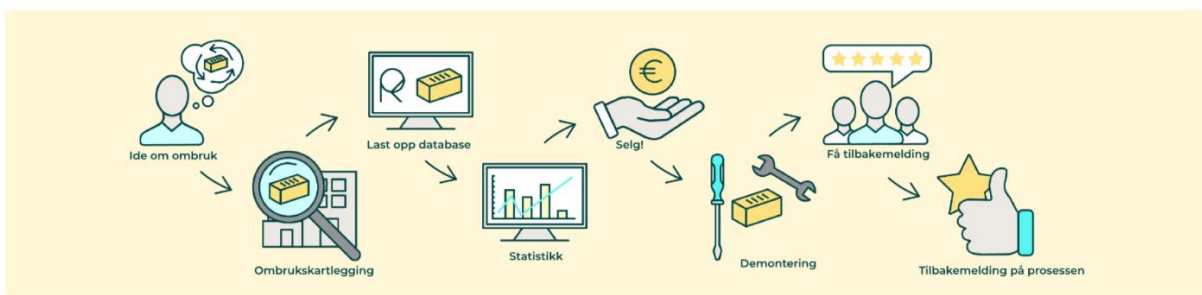 Ide om ombruk
Ombrukskartlegging
Last opp database
Statistikk
Selg!
Demontering
Få tilbakemelding
Tilbakemelding på prosessen